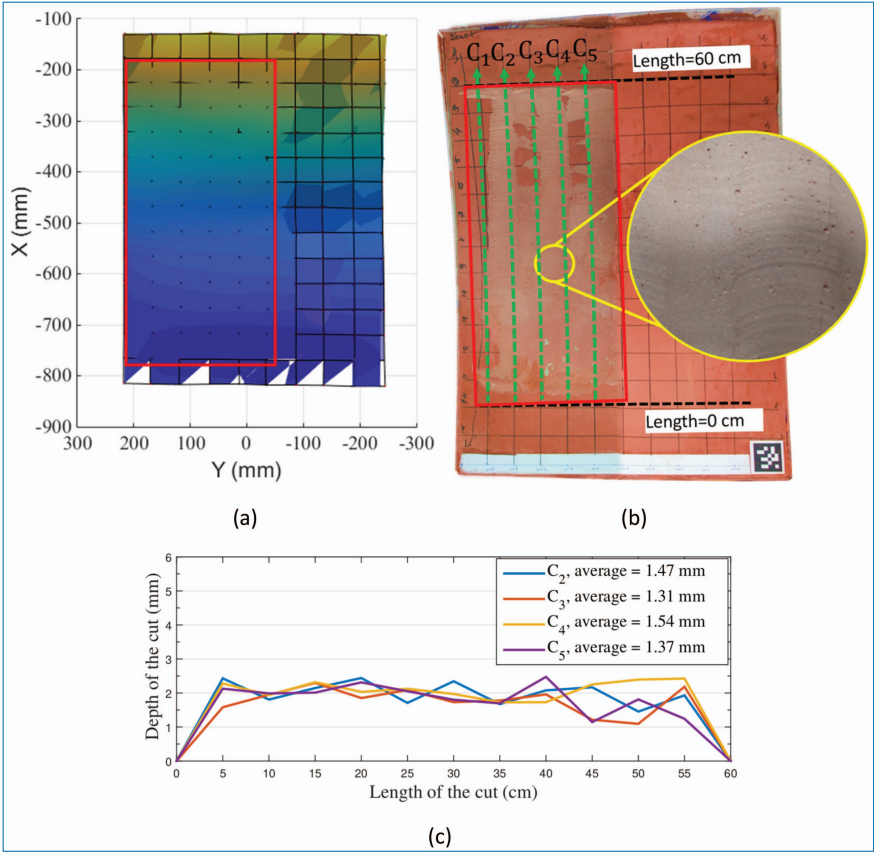 -100
-200
-300
-400
-500
-600
-700
-800
-900
X (mm)
300 200 100 0 -100 -200 -300
Y (mm)
(a)
Start
C1 C2 C3 C4 C5
Length=60 cm
Length=0 cm
(b)
6
5
4
3
2
1
0
Depth of the cut (mm)
C2, average = 1.47 mm
C3, average = 1.31 mm
C4, average = 1.54 mm
C5, average = 1.37 mm
0 5 10 15 20 25 30 35 40 45 50 55 60
Length of the cut (cm)
(c)